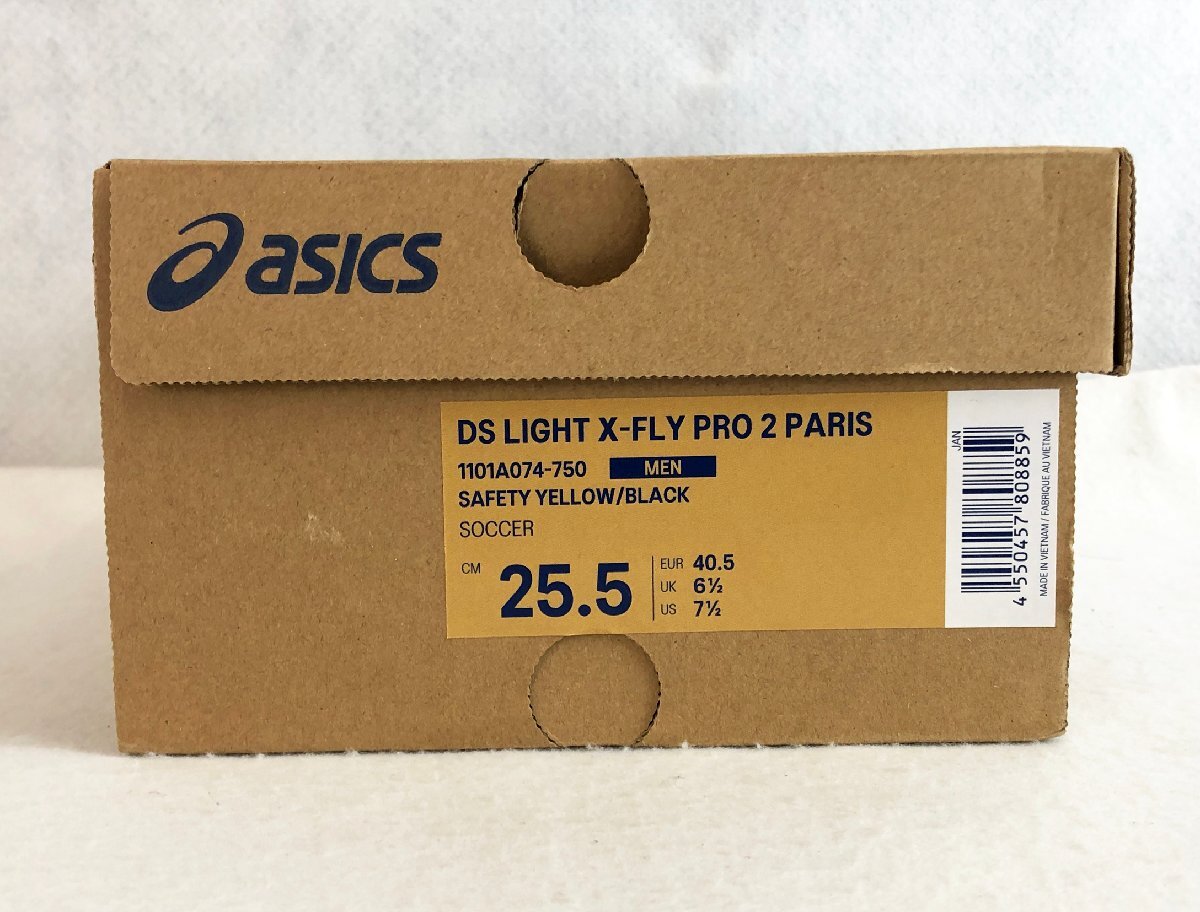 asics
DS LIGHT X-FLY PRO 2 PARIS
1101A074-750 MEN
SAFETY YELLOW/BLACK
SOCCER
CM 25.5
EUR 40.5
UK 6½
US 7½
JAN
4 550457 808859
MADE IN VIETNAM / FABRIQUE AU VIETNAM